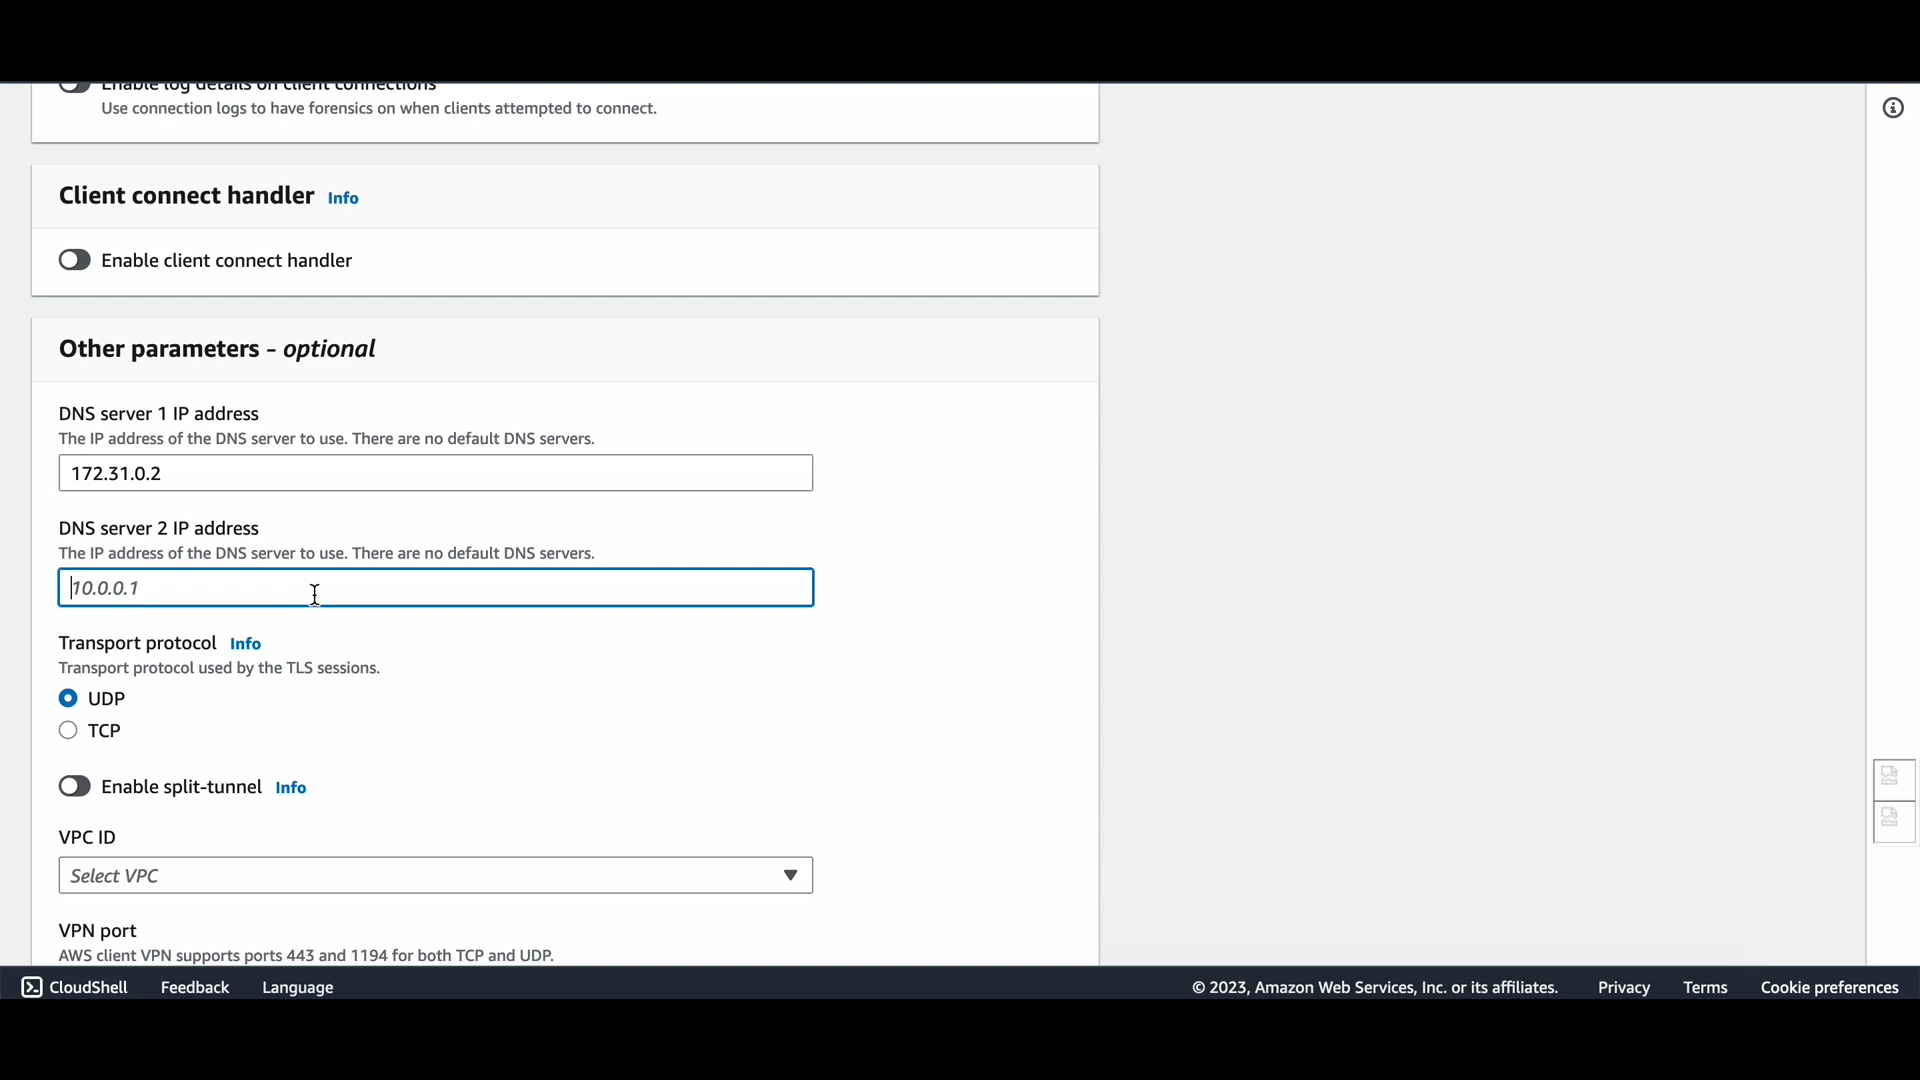 Enable log details on client connections
Use connection logs to have forensics on when clients attempted to connect.
Client connect handler Info
Enable client connect handler
Other parameters - optional
DNS server 1 IP address
The IP address of the DNS server to use. There are no default DNS servers.
172.31.0.2
DNS server 2 IP address
The IP address of the DNS server to use. There are no default DNS servers.
10.0.0.1
Transport protocol Info
Transport protocol used by the TLS sessions.
UDP
TCP
Enable split-tunnel Info
VPC ID
Select VPC
VPN port
AWS client VPN supports ports 443 and 1194 for both TCP and UDP.
CloudShell Feedback Language © 2023, Amazon Web Services, Inc. or its affiliates. Privacy Terms Cookie preferences